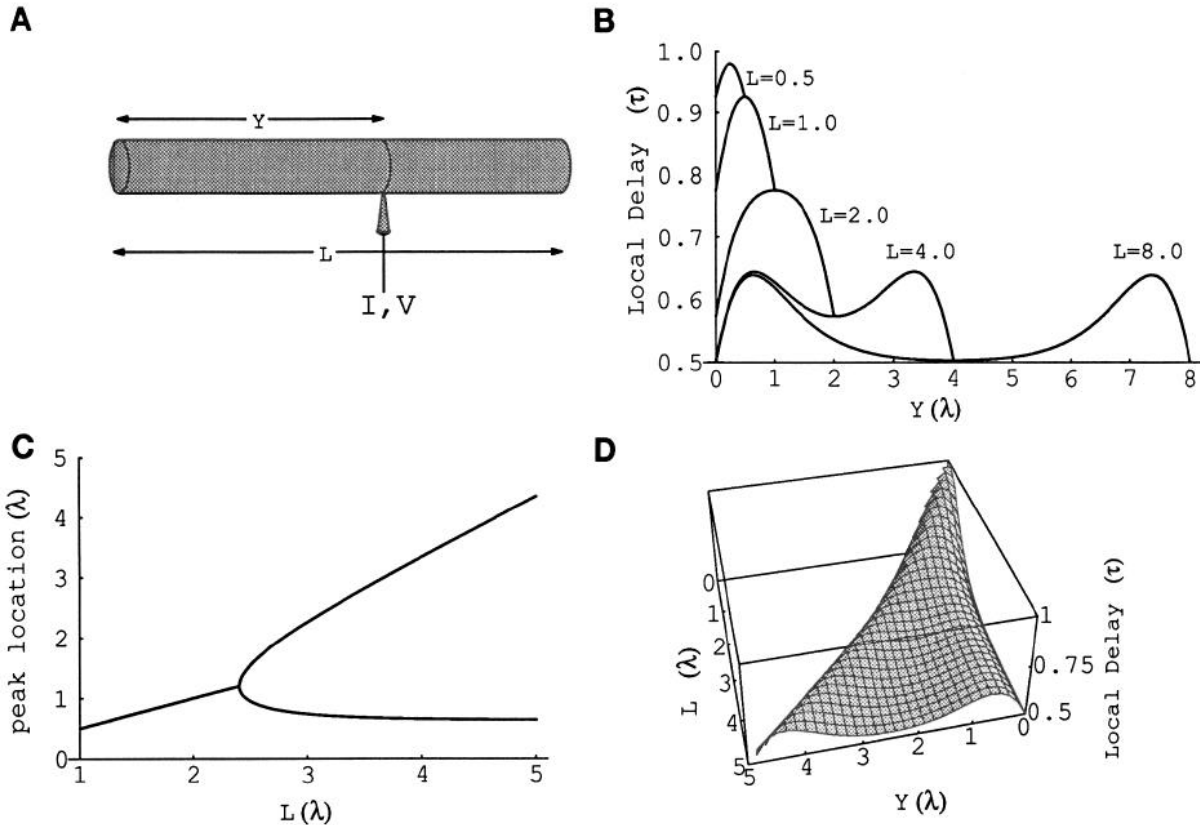 A
Y
L
I,V
B
Local Delay (τ)
1.0
0.9
0.8
0.7
0.6
0.5
L=0.5
L=1.0
L=2.0
L=4.0
L=8.0
0 1 2 3 4 5 6 7 8
Y(λ)
C
peak location(λ)
5
4
3
2
1
0
1 2 3 4 5
L(λ)
D
0
1
2
3
4
5
L (λ)
5 4 3 2 1 0
Y(λ)
1
0.75
0.5
Local Delay (τ)